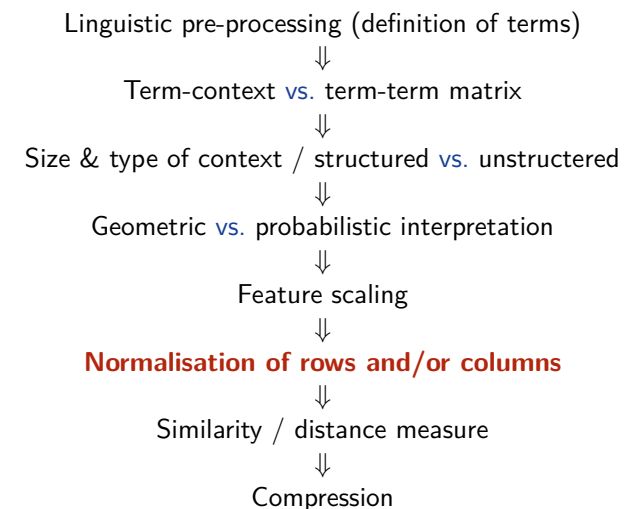 Linguistic pre-processing (definition of terms)
⇓
Term-context vs. term-term matrix
⇓
Size & type of context / structured vs. unstructered
⇓
Geometric vs. probabilistic interpretation
⇓
Feature scaling
⇓
Normalisation of rows and/or columns
⇓
Similarity / distance measure
⇓
Compression